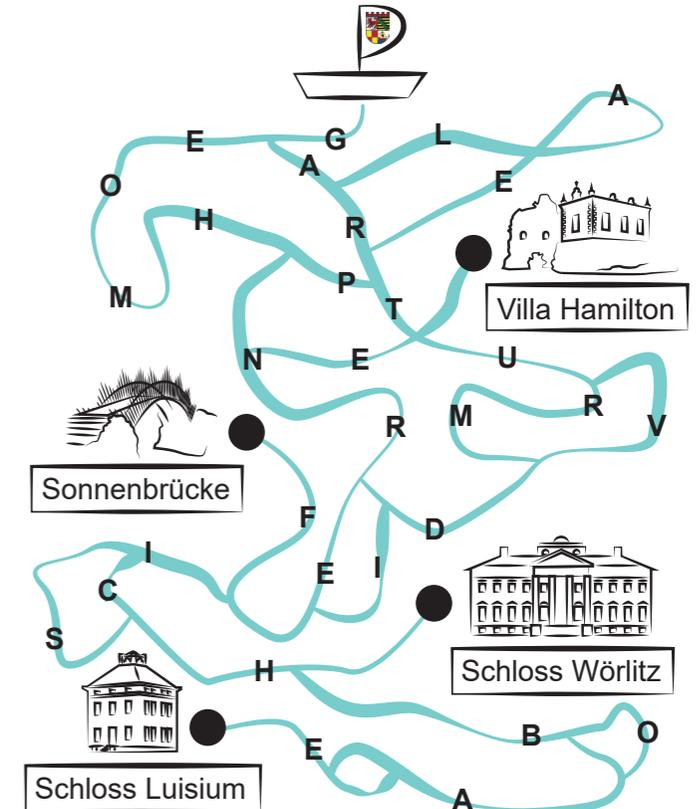 G
A
L
E
A
O
E
R
H
M
P
T
Villa Hamilton
N
E
U
R
M
R
V
Sonnenbrücke
F
D
I
E
I
C
S
H
Schloss Wörlitz
B
O
E
Schloss Luisium
A